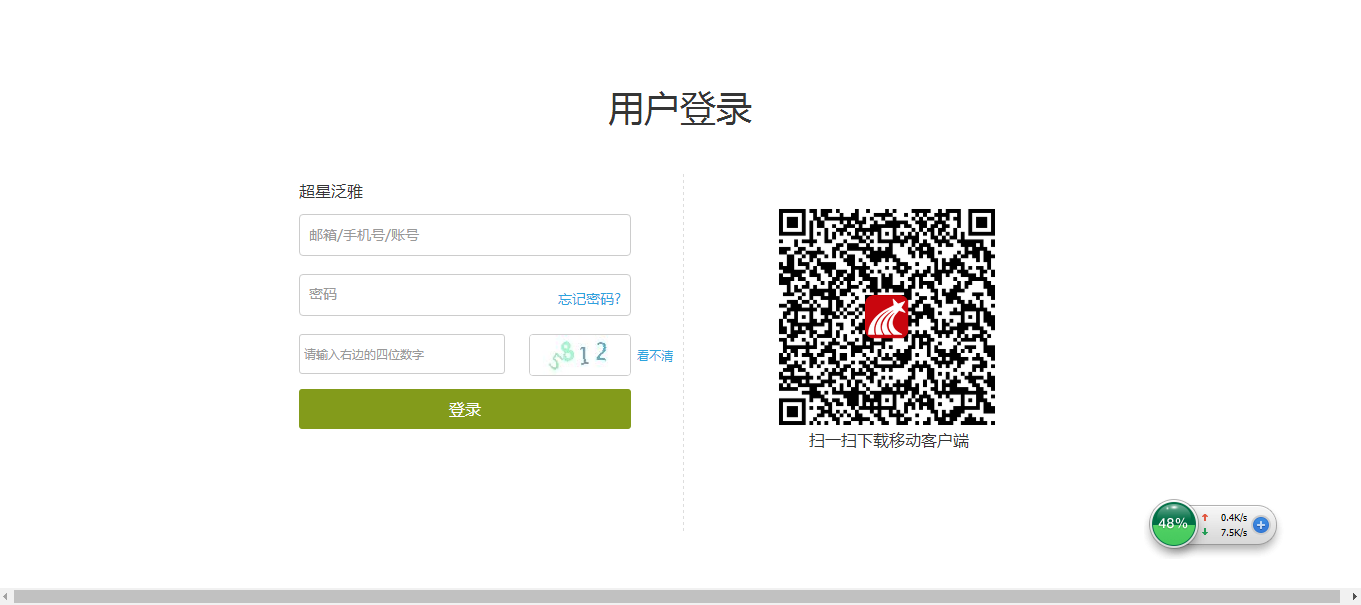 用户登录
超星泛雅
邮箱/手机号/账号
密码
忘记密码?
请输入右边的四位数字
5812
看不清
登录
扫一扫下载移动客户端
48%
↑ 0.4K/s
↓ 7.5K/s